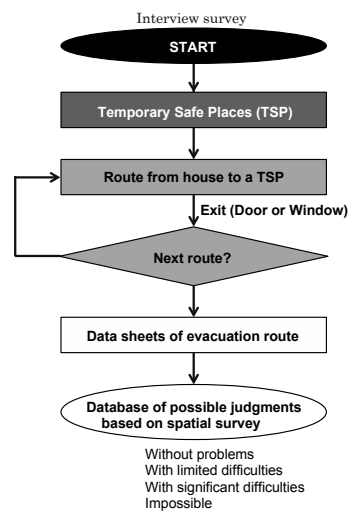 Interview survey
START
Temporary Safe Places (TSP)
Route from house to a TSP
Exit (Door or Window)
Next route?
Data sheets of evacuation route
Database of possible judgments
based on spatial survey
Without problems
With limited difficulties
With significant difficulties
Impossible